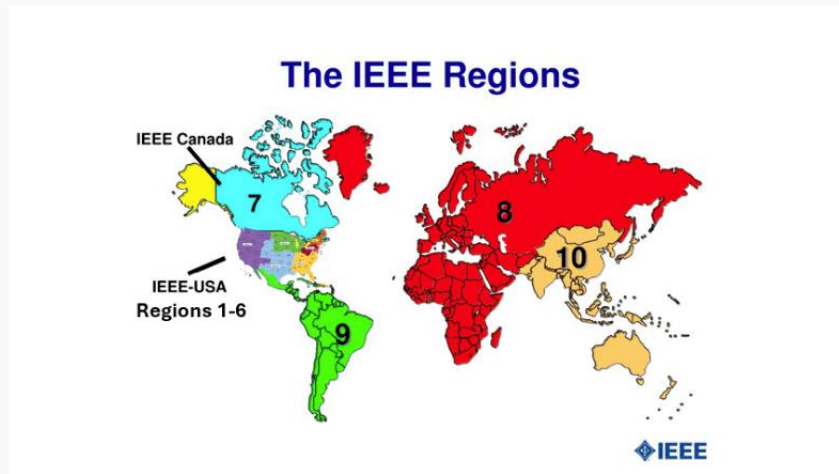 The IEEE Regions
IEEE Canada
7
8
10
IEEE-USA
Regions 1-6
9
IEEE